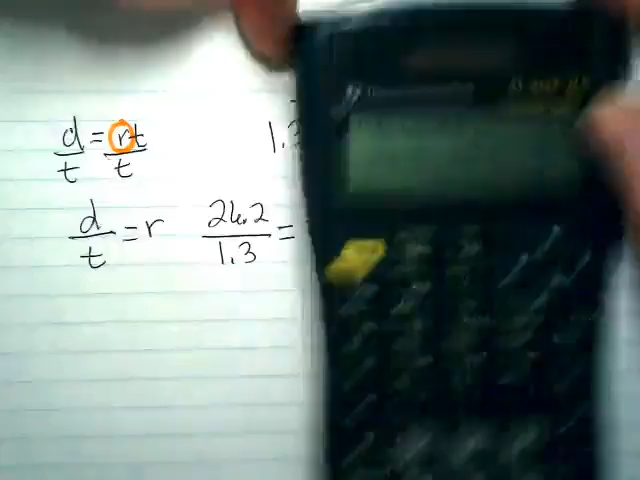 d/t = rt/t 1.3
d/t = r 26.2/1.3 =